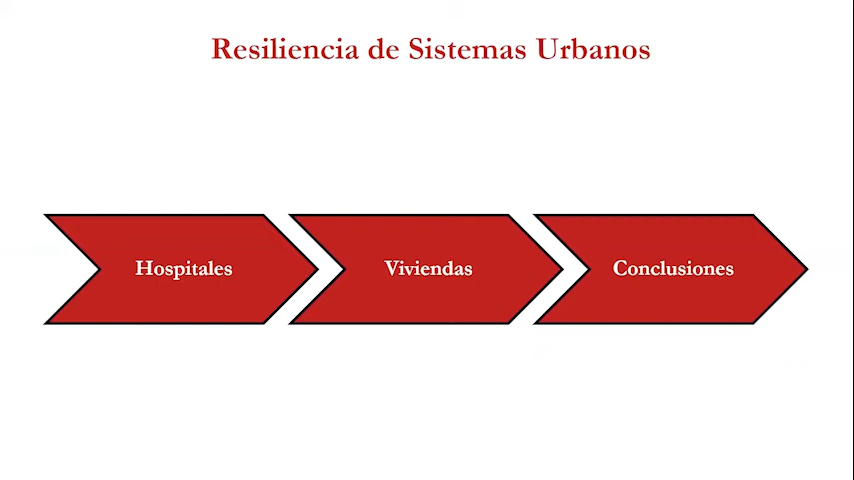 Resiliencia de Sistemas Urbanos
Hospitales
Viviendas
Conclusiones